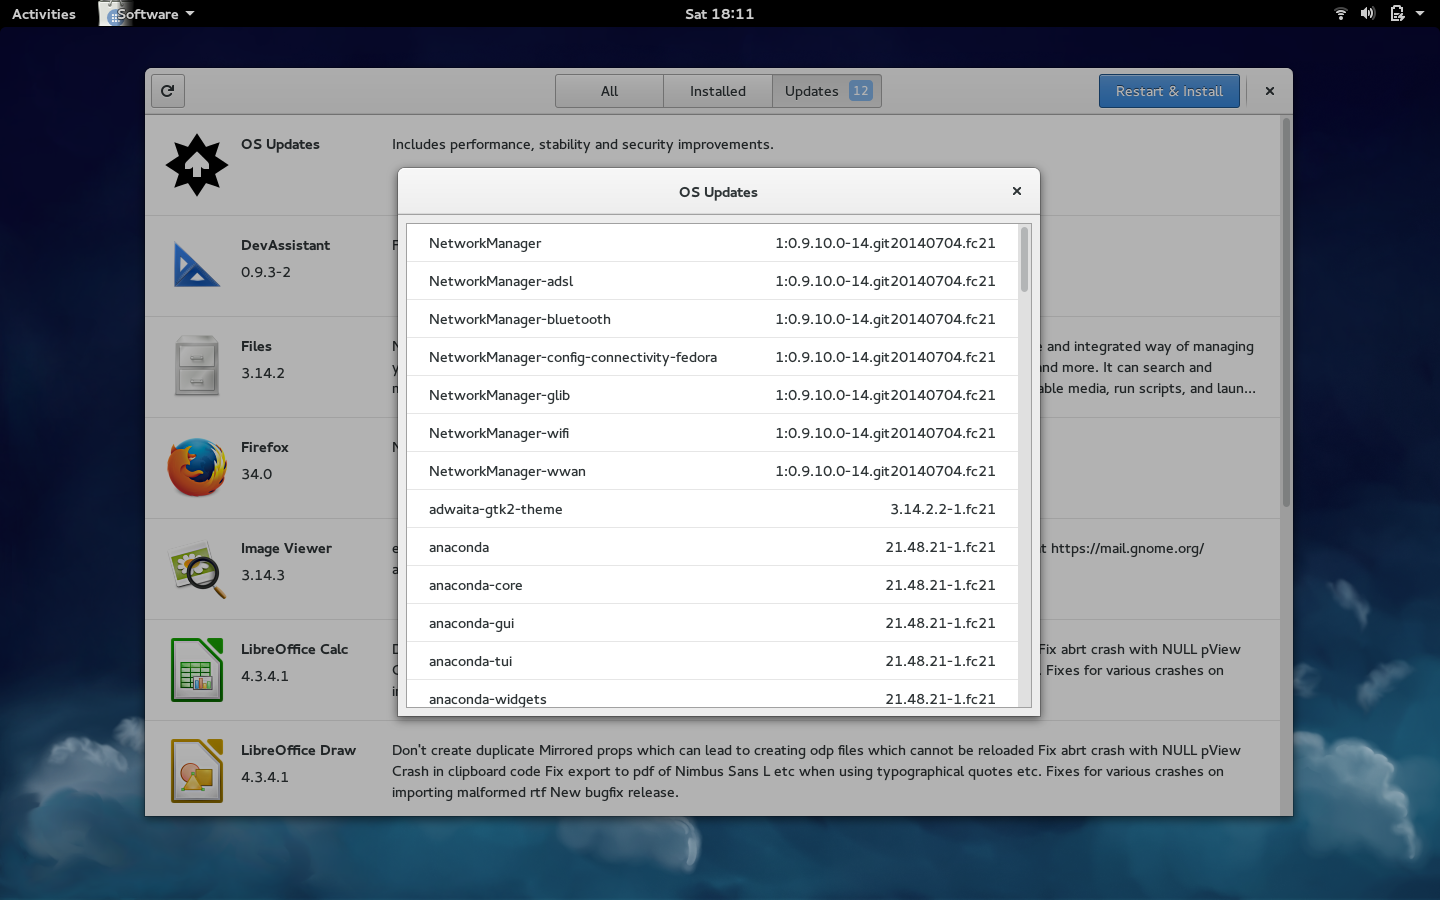 Activities
Software
Sat 18:11
All
Installed
Updates 12
Restart & Install
OS Updates
Includes performance, stability and security improvements.
DevAssistant
0.9.3-2
Files
3.14.2
e and integrated way of managing
and more. It can search and
able media, run scripts, and laun...
Firefox
34.0
Image Viewer
3.14.3
t https://mail.gnome.org/
LibreOffice Calc
4.3.4.1
Fix abrt crash with NULL pView
. Fixes for various crashes on
LibreOffice Draw
4.3.4.1
Don't create duplicate Mirrored props which can lead to creating odp files which cannot be reloaded Fix abrt crash with NULL pView
Crash in clipboard code Fix export to pdf of Nimbus Sans L etc when using typographical quotes etc. Fixes for various crashes on
importing malformed rtf New bugfix release.
OS Updates
NetworkManager 1:0.9.10.0-14.git20140704.fc21
NetworkManager-adsl 1:0.9.10.0-14.git20140704.fc21
NetworkManager-bluetooth 1:0.9.10.0-14.git20140704.fc21
NetworkManager-config-connectivity-fedora 1:0.9.10.0-14.git20140704.fc21
NetworkManager-glib 1:0.9.10.0-14.git20140704.fc21
NetworkManager-wifi 1:0.9.10.0-14.git20140704.fc21
NetworkManager-wwan 1:0.9.10.0-14.git20140704.fc21
adwaita-gtk2-theme 3.14.2.2-1.fc21
anaconda 21.48.21-1.fc21
anaconda-core 21.48.21-1.fc21
anaconda-gui 21.48.21-1.fc21
anaconda-tui 21.48.21-1.fc21
anaconda-widgets 21.48.21-1.fc21